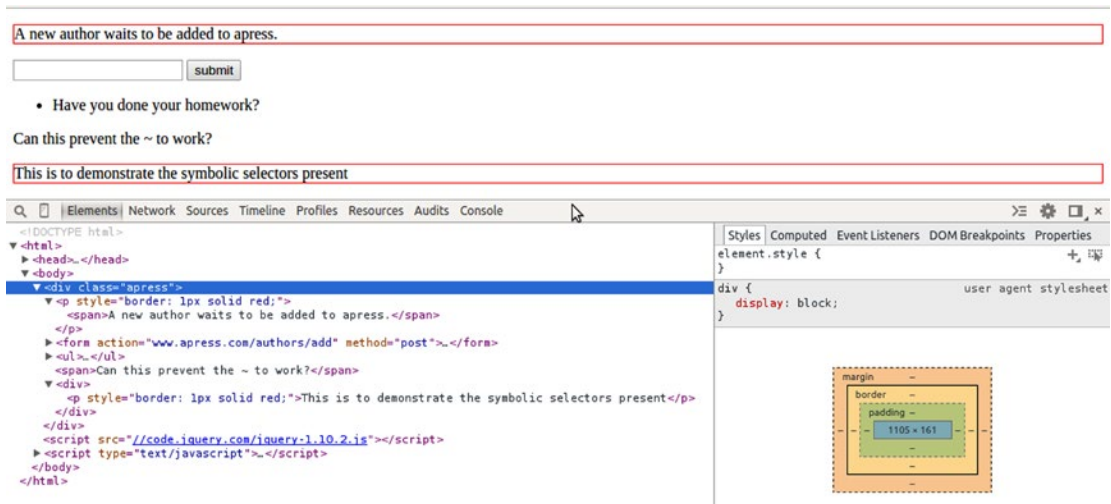 A new author waits to be added to apress.
submit
• Have you done your homework?
Can this prevent the ~ to work?
This is to demonstrate the symbolic selectors present
Elements Network Sources Timeline Profiles Resources Audits Console
<!DOCTYPE html>
▼<html>
▶<head>…</head>
▼<body>
▼<div class="apress">
▼<p style="border: 1px solid red;">
<span>A new author waits to be added to apress.</span>
</p>
▶<form action="www.apress.com/authors/add" method="post">…</form>
▶<ul>…</ul>
<span>Can this prevent the ~ to work?</span>
▼<div>
<p style="border: 1px solid red;">This is to demonstrate the symbolic selectors present</p>
</div>
</div>
<script src="//code.jquery.com/jquery-1.10.2.js"></script>
▶<script type="text/javascript">…</script>
</body>
</html>
Styles Computed Event Listeners DOM Breakpoints Properties
element.style {
}
div { user agent stylesheet
display: block;
}
margin –
border –
padding –
– – – 1105 × 161 – – –
–
–
–